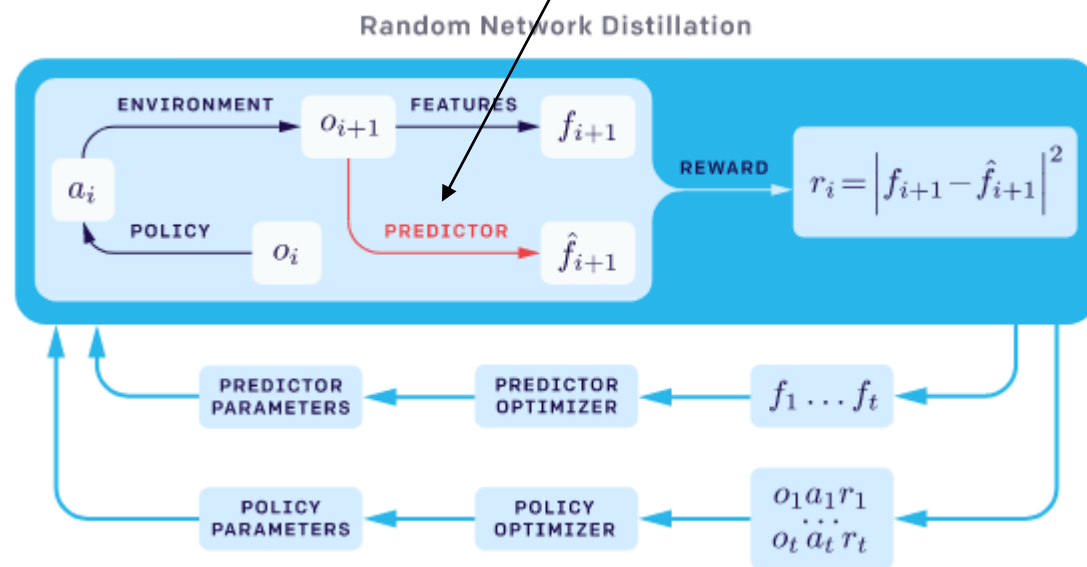 Random Network Distillation
ENVIRONMENT
FEATURES
o_{i+1}
f_{i+1}
a_i
REWARD
r_i = |f_{i+1} − f̂_{i+1}|^2
POLICY
o_i
PREDICTOR
f̂_{i+1}
PREDICTOR
PARAMETERS
PREDICTOR
OPTIMIZER
f_1 ... f_t
POLICY
PARAMETERS
POLICY
OPTIMIZER
o_1 a_1 r_1
...
o_t a_t r_t